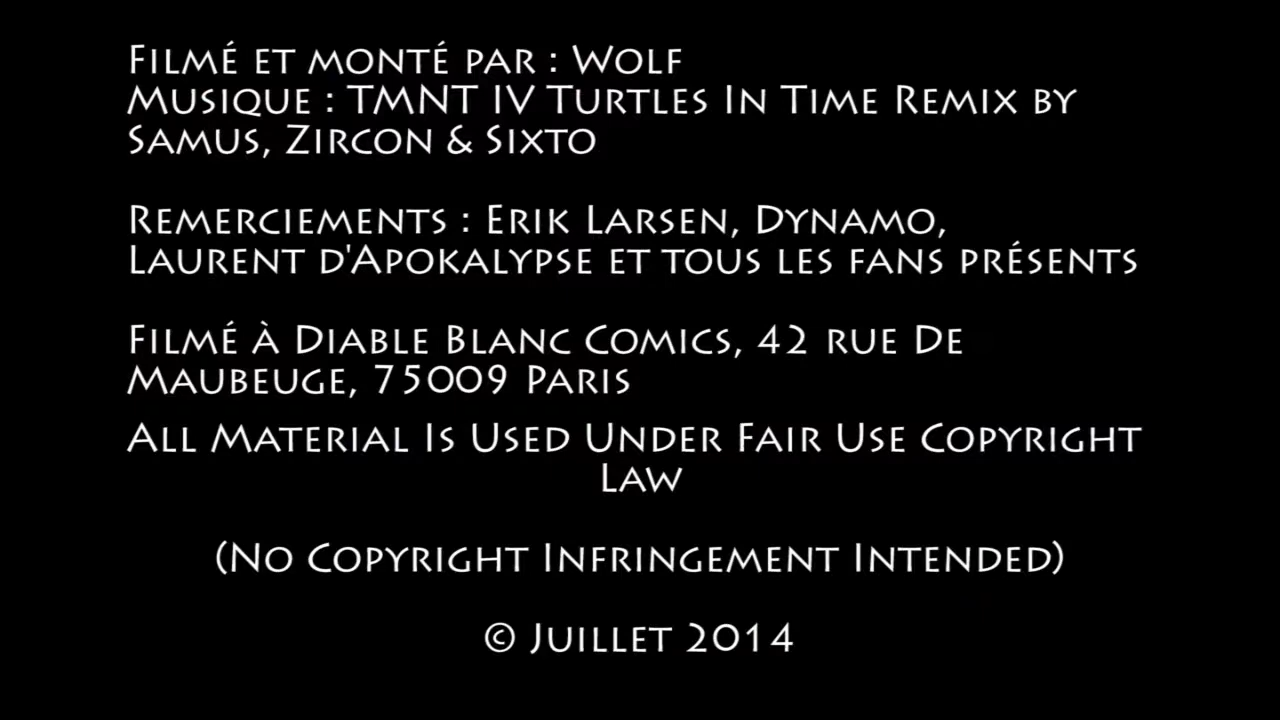 Filmé et monté par : Wolf
Musique : TMNT IV Turtles In Time Remix by
Samus, Zircon & Sixto
Remerciements : Erik Larsen, Dynamo,
Laurent d'Apokalypse et tous les fans présents
Filmé à Diable Blanc Comics, 42 rue De
Maubeuge, 75009 Paris
All Material Is Used Under Fair Use Copyright
Law
(No Copyright Infringement Intended)
© Juillet 2014